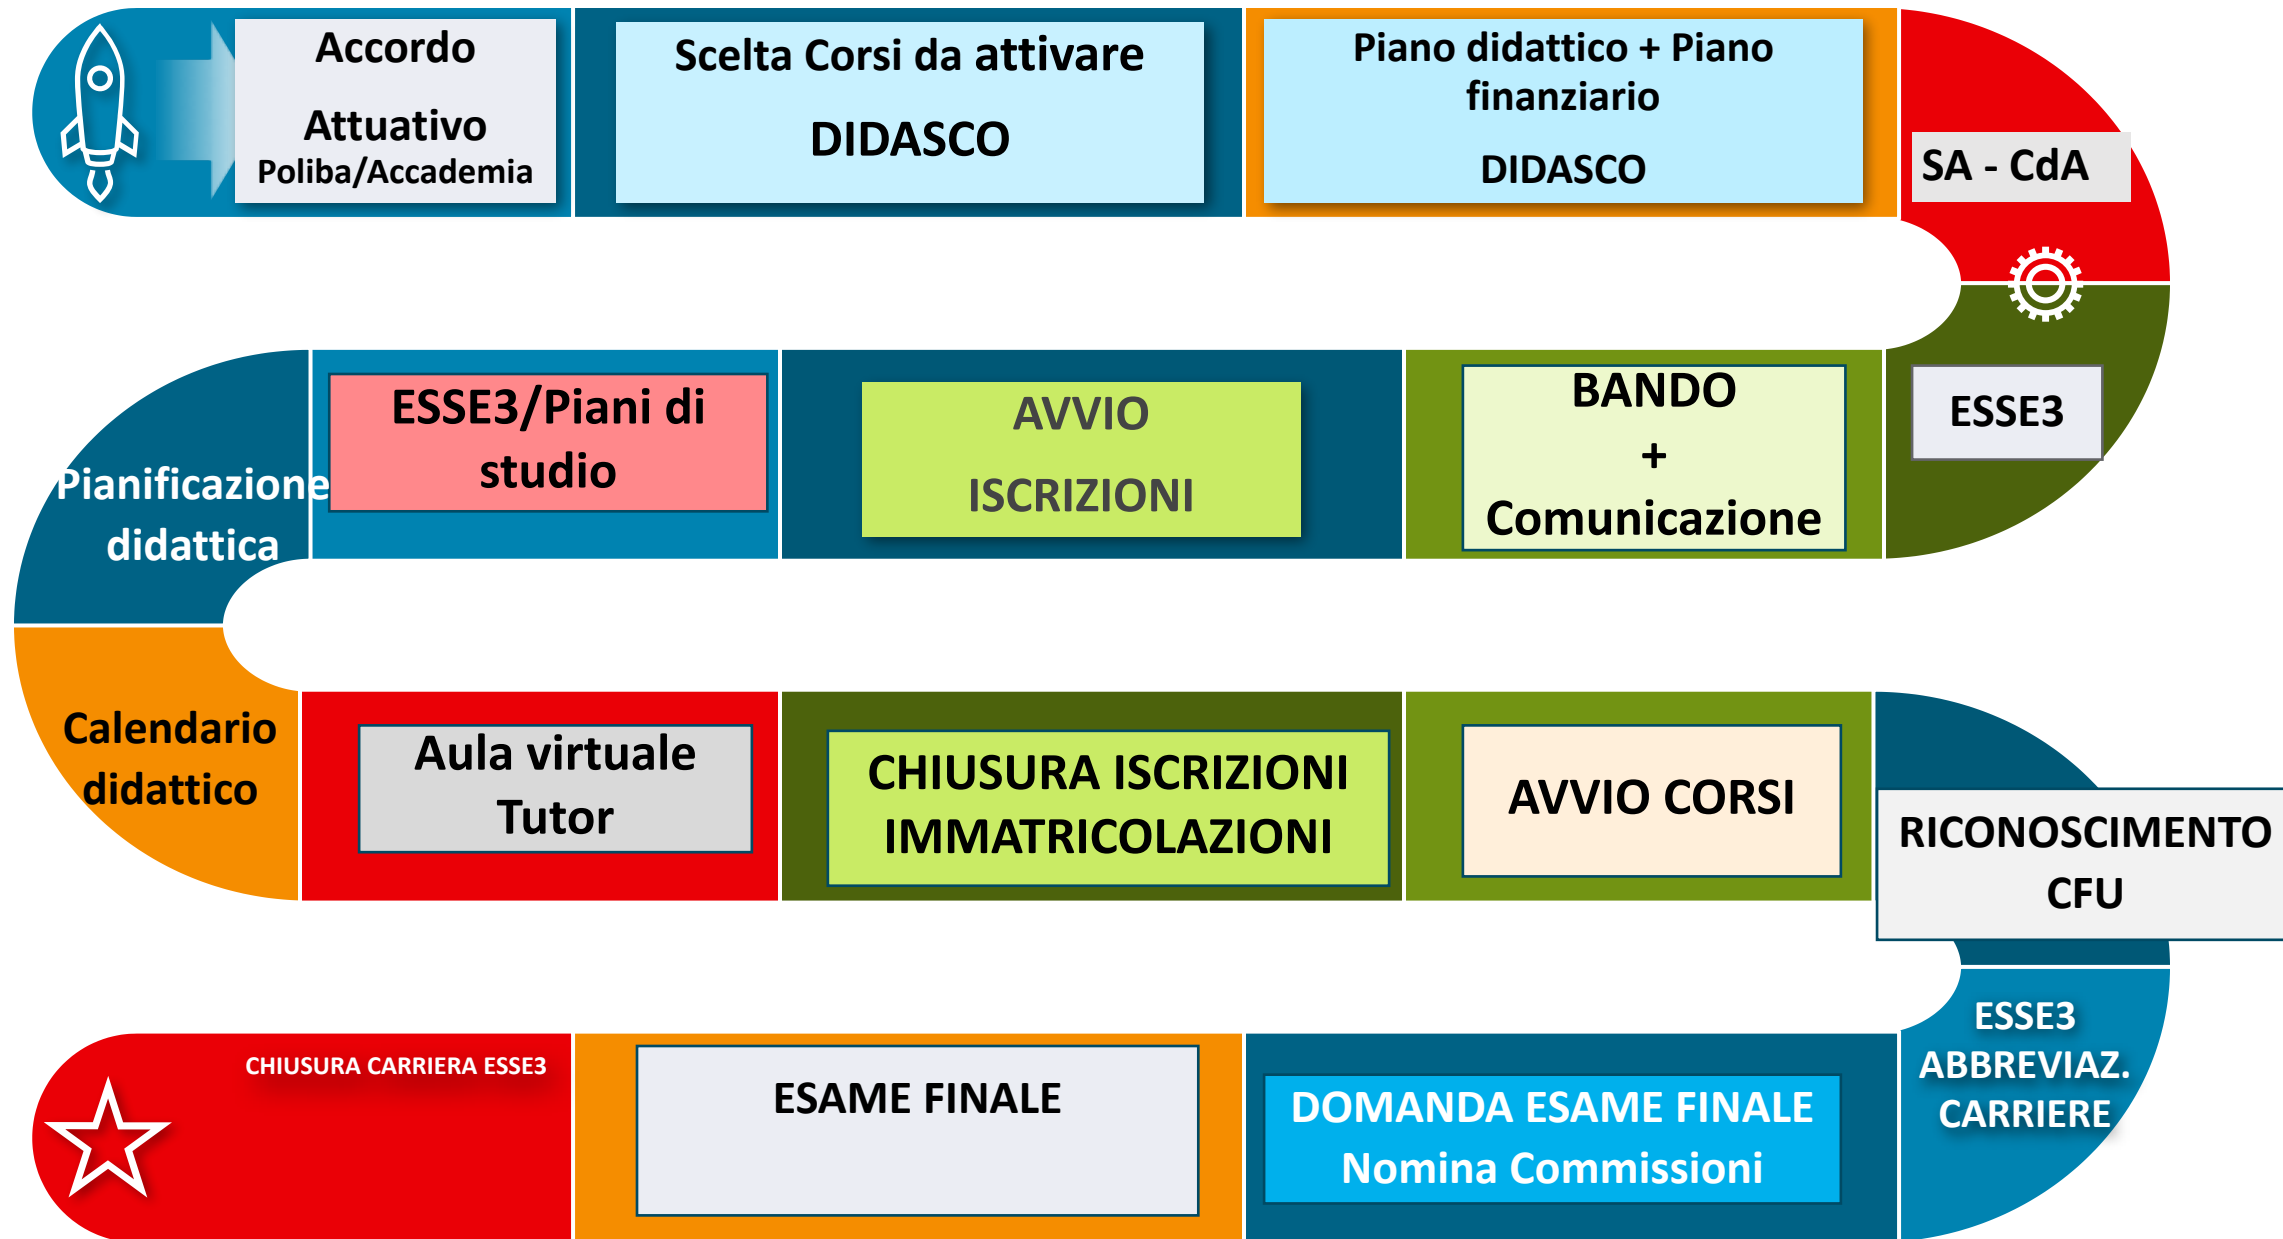 Accordo
Attuativo
Poliba/Accademia
Scelta Corsi da attivare
DIDASCO
Piano didattico + Piano
finanziario
DIDASCO
SA - CdA
ESSE3
BANDO
+
Comunicazione
AVVIO
ISCRIZIONI
ESSE3/Piani di
studio
Pianificazione
didattica
Calendario
didattico
Aula virtuale
Tutor
CHIUSURA ISCRIZIONI
IMMATRICOLAZIONI
AVVIO CORSI
RICONOSCIMENTO
CFU
ESSE3
ABBREVIAZ.
CARRIERE
DOMANDA ESAME FINALE
Nomina Commissioni
ESAME FINALE
CHIUSURA CARRIERA ESSE3